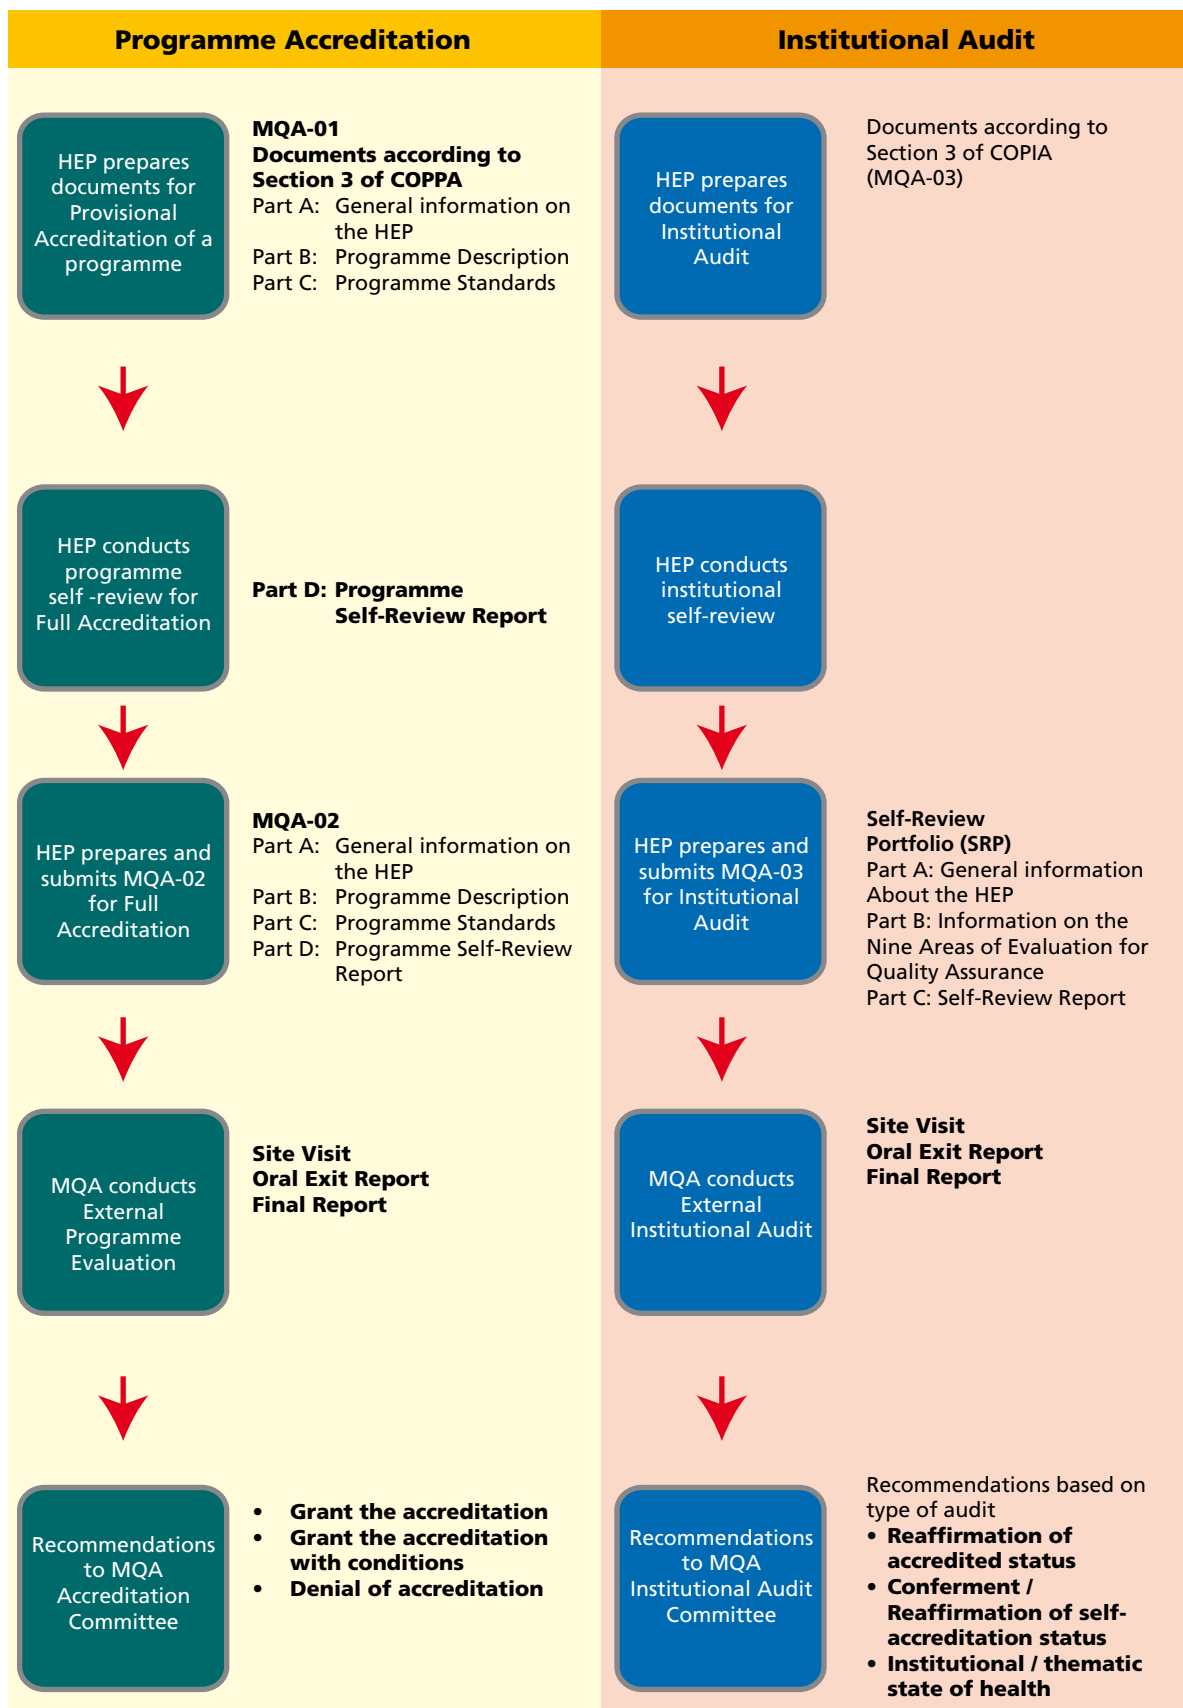 Programme Accreditation
HEP prepares
documents for
Provisional
Accreditation of a
programme
MQA-01
Documents according to
Section 3 of COPPA
Part A: General information on
the HEP
Part B: Programme Description
Part C: Programme Standards
HEP conducts
programme
self -review for
Full Accreditation
Part D: Programme
Self-Review Report
HEP prepares and
submits MQA-02
for Full
Accreditation
MQA-02
Part A: General information on
the HEP
Part B: Programme Description
Part C: Programme Standards
Part D: Programme Self-Review
Report
MQA conducts
External
Programme
Evaluation
Site Visit
Oral Exit Report
Final Report
Recommendations
to MQA
Accreditation
Committee
• Grant the accreditation
• Grant the accreditation
with conditions
• Denial of accreditation
Institutional Audit
HEP prepares
documents for
Institutional
Audit
Documents according to
Section 3 of COPIA
(MQA-03)
HEP conducts
institutional
self-review
HEP prepares and
submits MQA-03
for Institutional
Audit
Self-Review
Portfolio (SRP)
Part A: General information
About the HEP
Part B: Information on the
Nine Areas of Evaluation for
Quality Assurance
Part C: Self-Review Report
MQA conducts
External
Institutional Audit
Site Visit
Oral Exit Report
Final Report
Recommendations
to MQA
Institutional Audit
Committee
Recommendations based on
type of audit
• Reaffirmation of
accredited status
• Conferment /
Reaffirmation of self-
accreditation status
• Institutional / thematic
state of health